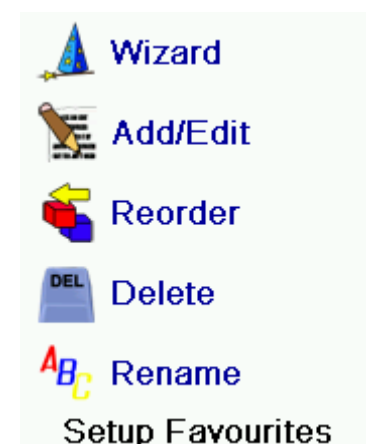 Wizard
Add/Edit
Reorder
DEL
Delete
ABC
Rename
Setup Favourites